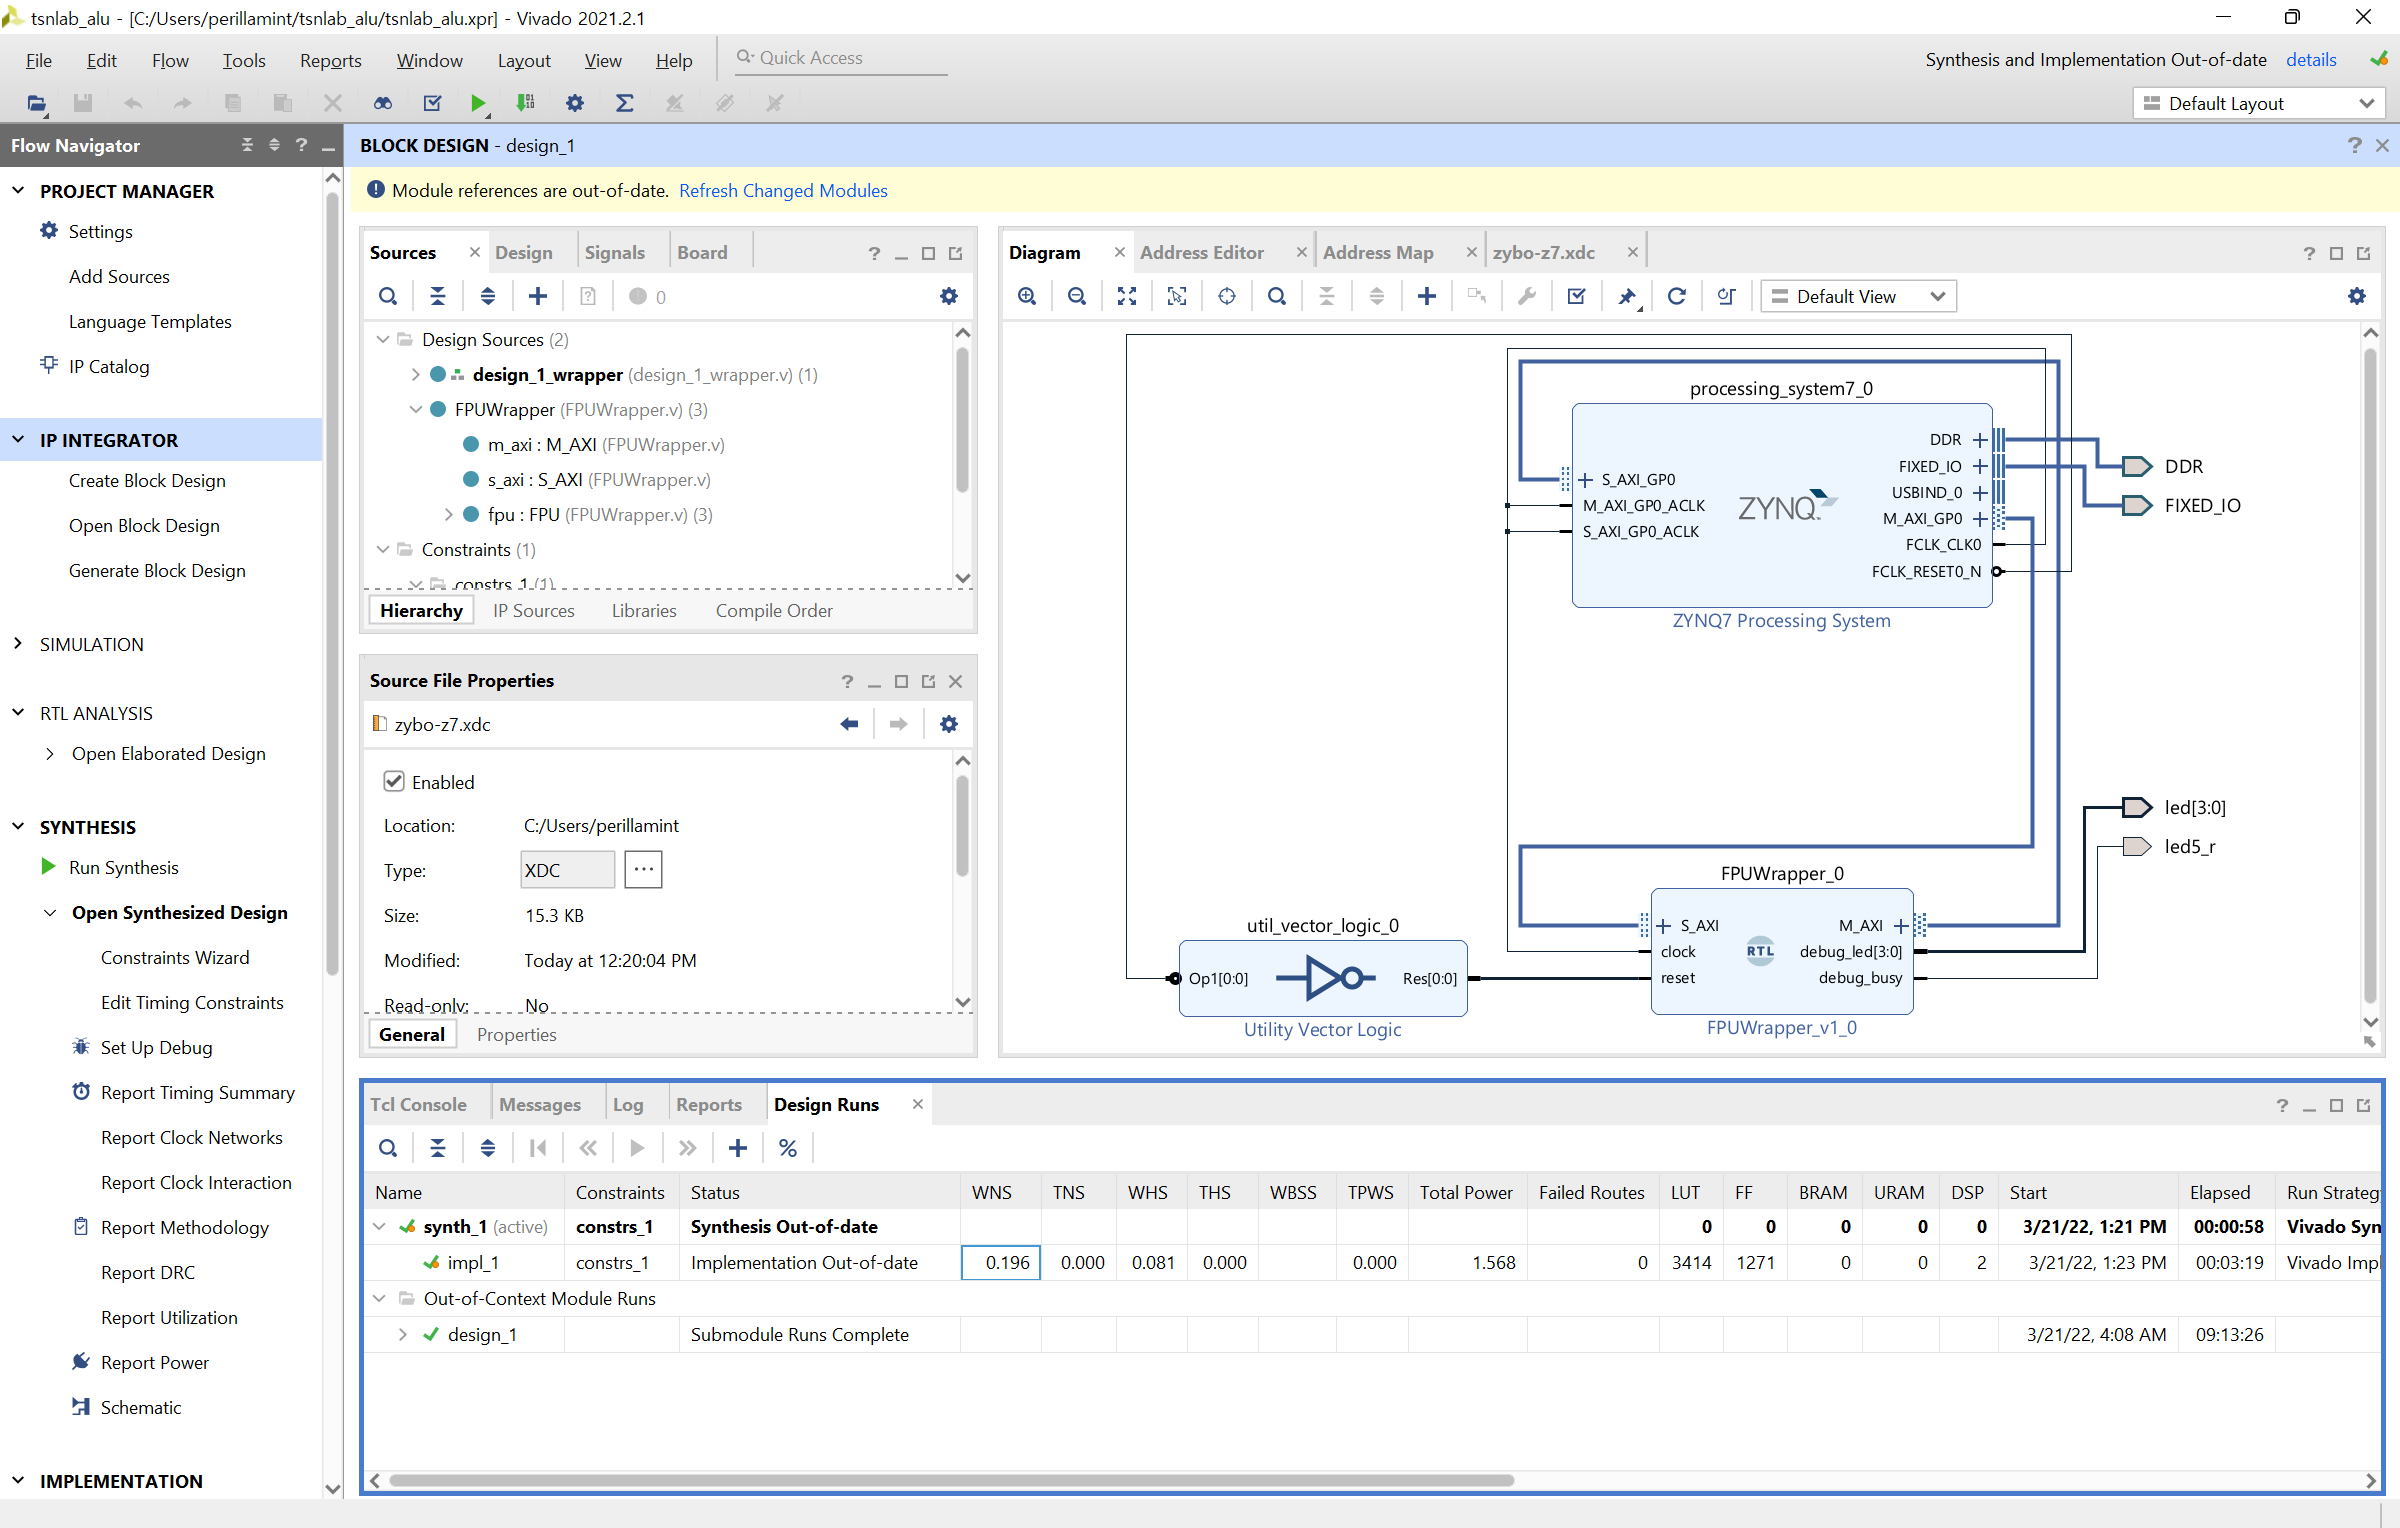 tsnlab_alu - [C:/Users/perillamint/tsnlab_alu/tsnlab_alu.xpr] - Vivado 2021.2.1
File Edit Flow Tools Reports Window Layout View Help Quick Access
Synthesis and Implementation Out-of-date details
Default Layout
Flow Navigator
PROJECT MANAGER
Settings
Add Sources
Language Templates
IP Catalog
IP INTEGRATOR
Create Block Design
Open Block Design
Generate Block Design
SIMULATION
RTL ANALYSIS
Open Elaborated Design
SYNTHESIS
Run Synthesis
Open Synthesized Design
Constraints Wizard
Edit Timing Constraints
Set Up Debug
Report Timing Summary
Report Clock Networks
Report Clock Interaction
Report Methodology
Report DRC
Report Utilization
Report Power
Schematic
IMPLEMENTATION
BLOCK DESIGN - design_1
Module references are out-of-date. Refresh Changed Modules
Sources Design Signals Board
0
Design Sources (2)
design_1_wrapper (design_1_wrapper.v) (1)
FPUWrapper (FPUWrapper.v) (3)
m_axi : M_AXI (FPUWrapper.v)
s_axi : S_AXI (FPUWrapper.v)
fpu : FPU (FPUWrapper.v) (3)
Constraints (1)
constrs_1 (1)
Hierarchy IP Sources Libraries Compile Order
Source File Properties
zybo-z7.xdc
Enabled
Location: C:/Users/perillamint
Type: XDC ...
Size: 15.3 KB
Modified: Today at 12:20:04 PM
Read-only: No
General Properties
Diagram Address Editor Address Map zybo-z7.xdc
Default View
processing_system7_0
S_AXI_GP0
M_AXI_GP0_ACLK
S_AXI_GP0_ACLK
ZYNQ
DDR
FIXED_IO
USBIND_0
M_AXI_GP0
FCLK_CLK0
FCLK_RESET0_N
ZYNQ7 Processing System
DDR
FIXED_IO
led[3:0]
led5_r
util_vector_logic_0
Op1[0:0] Res[0:0]
Utility Vector Logic
FPUWrapper_0
S_AXI
clock
reset
RTL
M_AXI
debug_led[3:0]
debug_busy
FPUWrapper_v1_0
Tcl Console Messages Log Reports Design Runs
Name Constraints Status WNS TNS WHS THS WBSS TPWS Total Power Failed Routes LUT FF BRAM URAM DSP Start Elapsed Run Strategy
synth_1 (active) constrs_1 Synthesis Out-of-date 0 0 0 0 0 3/21/22, 1:21 PM 00:00:58 Vivado Syn
impl_1 constrs_1 Implementation Out-of-date 0.196 0.000 0.081 0.000 0.000 1.568 0 3414 1271 0 0 2 3/21/22, 1:23 PM 00:03:19 Vivado Impl
Out-of-Context Module Runs
design_1 Submodule Runs Complete 3/21/22, 4:08 AM 09:13:26